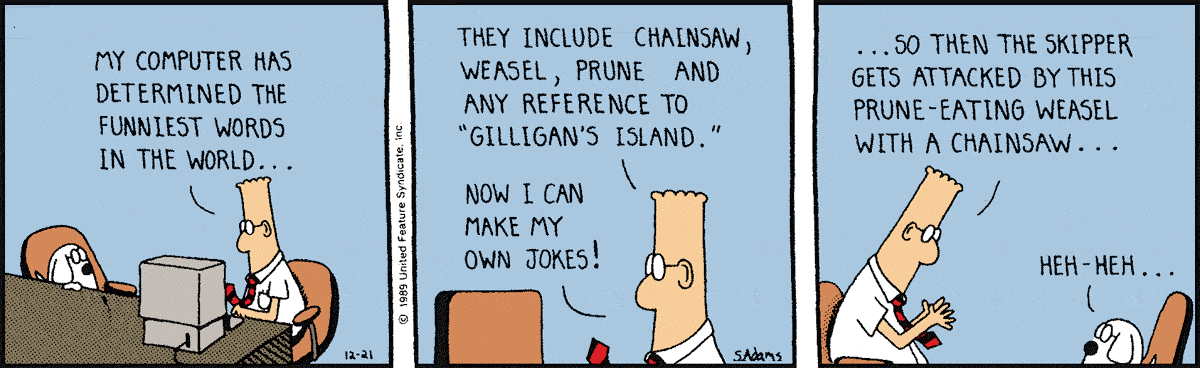 MY COMPUTER HAS
DETERMINED THE
FUNNIEST WORDS
IN THE WORLD...
12-21
© 1989 United Feature Syndicate, Inc
THEY INCLUDE CHAINSAW,
WEASEL, PRUNE AND
ANY REFERENCE TO
"GILLIGAN'S ISLAND."
NOW I CAN
MAKE MY
OWN JOKES!
S.Adams
...SO THEN THE SKIPPER
GETS ATTACKED BY THIS
PRUNE-EATING WEASEL
WITH A CHAINSAW...
HEH-HEH...